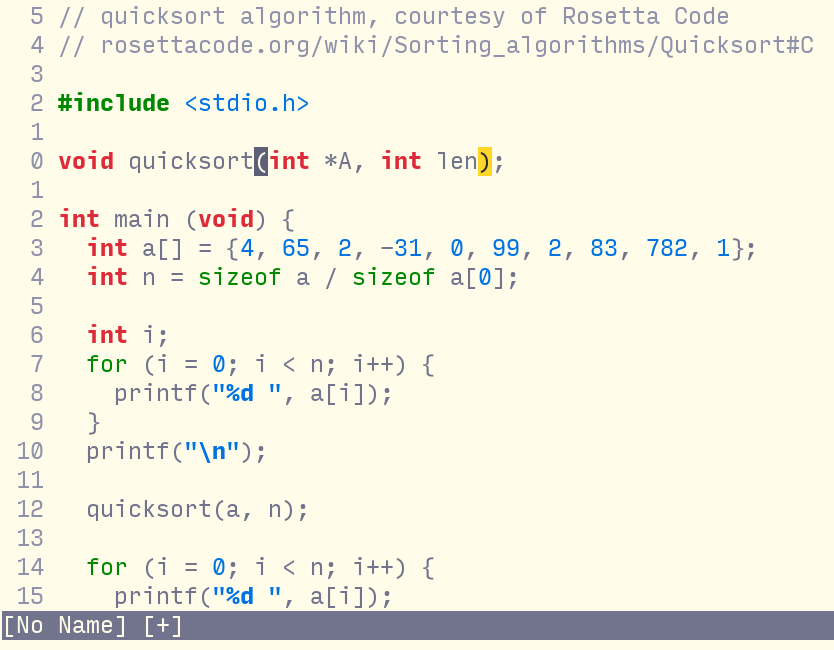 5 // quicksort algorithm, courtesy of Rosetta Code
4 // rosettacode.org/wiki/Sorting_algorithms/Quicksort#C
3
2 #include <stdio.h>
1
0 void quicksort(int *A, int len);
1
2 int main (void) {
3   int a[] = {4, 65, 2, -31, 0, 99, 2, 83, 782, 1};
4   int n = sizeof a / sizeof a[0];
5
6   int i;
7   for (i = 0; i < n; i++) {
8     printf("%d ", a[i]);
9   }
10   printf("\n");
11
12   quicksort(a, n);
13
14   for (i = 0; i < n; i++) {
15     printf("%d ", a[i]);
[No Name] [+]